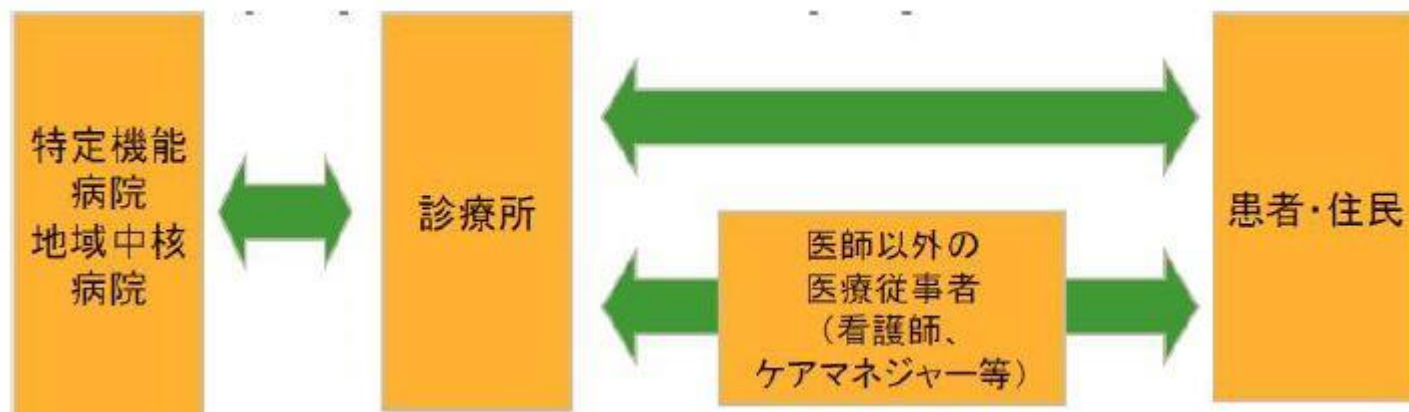 特定機能
病院
地域中核
病院
診療所
医師以外の
医療従事者
（看護師、
ケアマネジャー等）
患者・住民